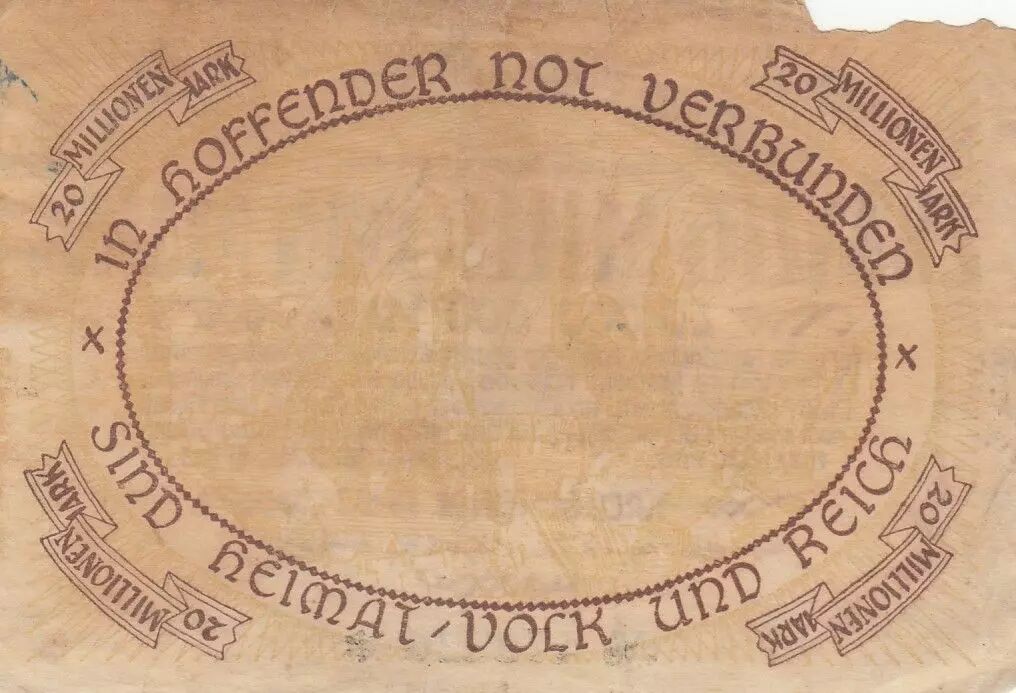 20 MILLIONEN MARK
20 MILLIONEN MARK
IN HOFFENDER NOT VERBUNDEN
x x
SIND HEIMAT/VOLK UND REICH
20 MILLIONEN MARK
20 MILLIONEN MARK